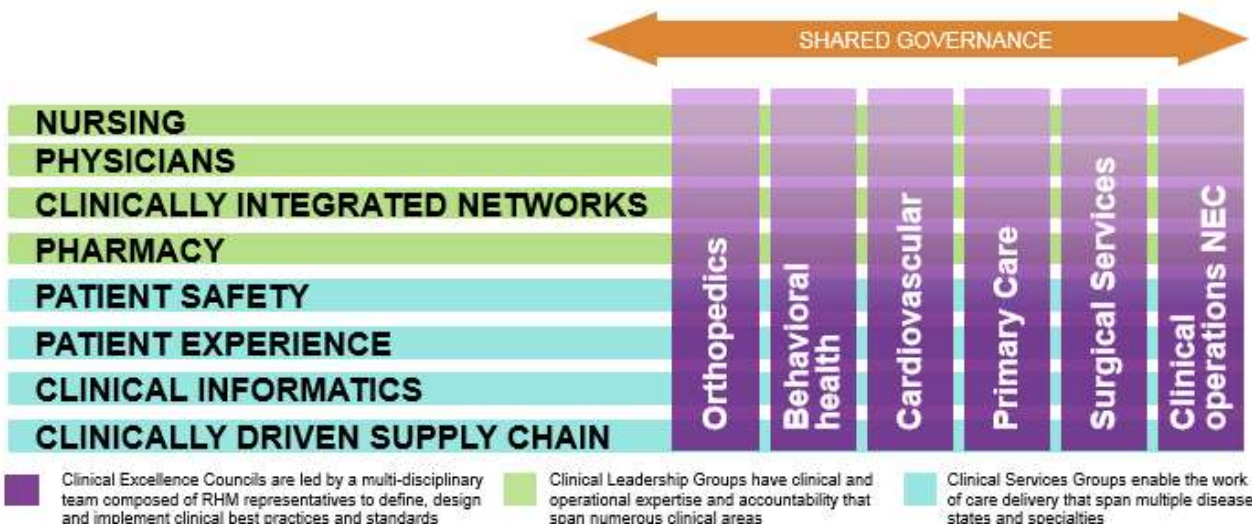 SHARED GOVERNANCE
NURSING
PHYSICIANS
CLINICALLY INTEGRATED NETWORKS
PHARMACY
PATIENT SAFETY
PATIENT EXPERIENCE
CLINICAL INFORMATICS
CLINICALLY DRIVEN SUPPLY CHAIN
Orthopedics
Behavioral
health
Cardiovascular
Primary Care
Surgical Services
Clinical
operations NEC
Clinical Excellence Councils are led by a multi-disciplinary
team composed of RHM representatives to define, design
and implement clinical best practices and standards
Clinical Leadership Groups have clinical and
operational expertise and accountability that
span numerous clinical areas
Clinical Services Groups enable the work
of care delivery that span multiple disease
states and specialties